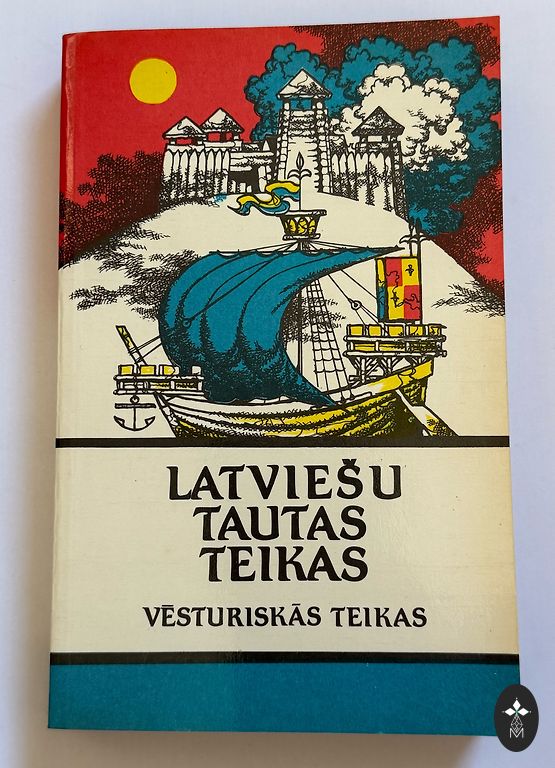 LATVIEŠU
TAUTAS
TEIKAS
VĒSTURISKĀS TEIKAS
M